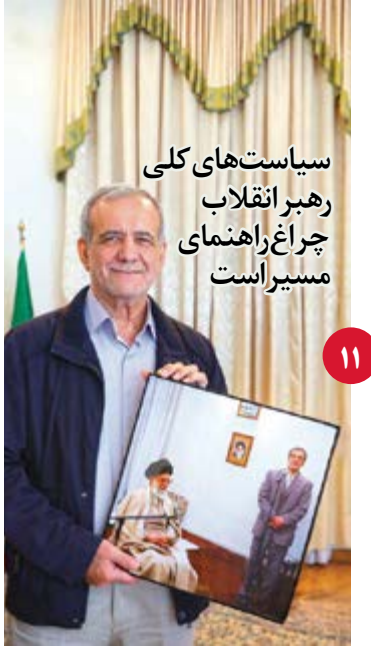 سیاست‌های کلی
رهبر انقلاب
چراغ راهنمای
مسیر است
۱۱